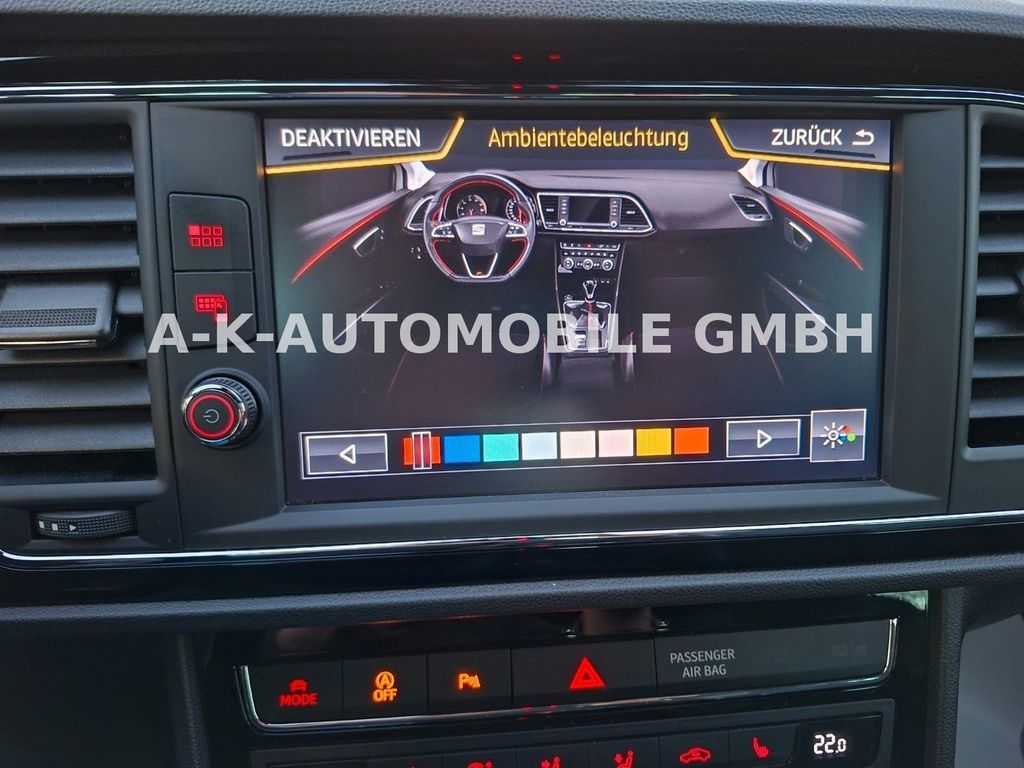 DEAKTIVIEREN Ambientebeleuchtung ZURÜCK
A-K-AUTOMOBILE GMBH
MODE OFF P PASSENGER
AIR BAG
22.0